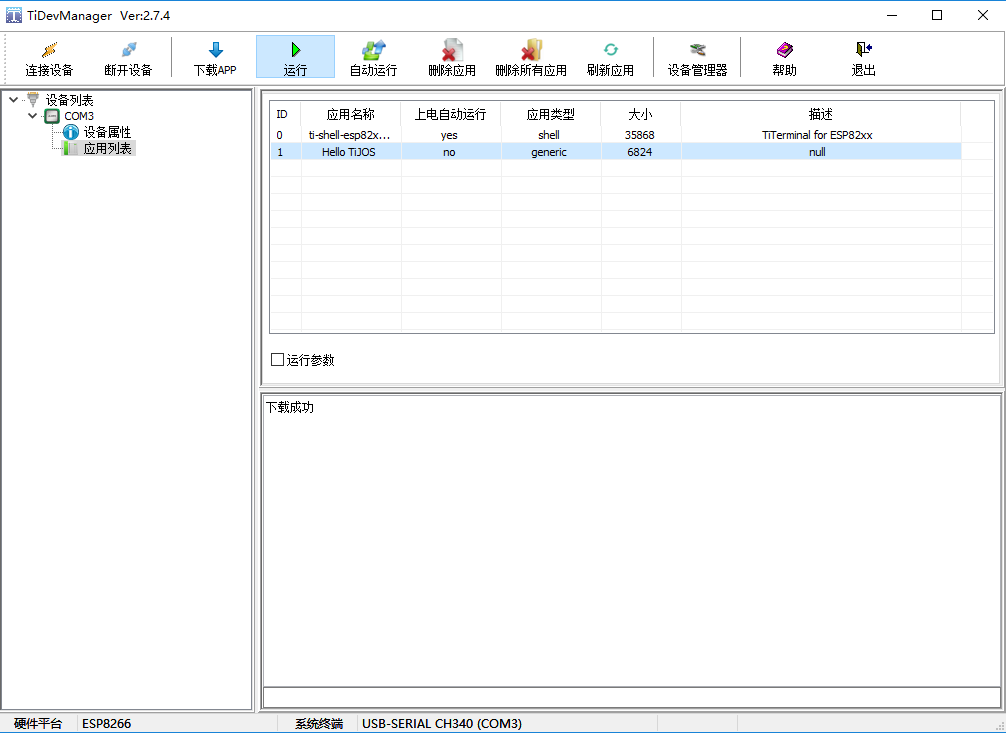 TiDevManager Ver:2.7.4
连接设备 断开设备 下载APP 运行 自动运行 删除应用 删除所有应用 刷新应用 设备管理器 帮助 退出
设备列表
COM3
设备属性
应用列表
ID 应用名称 上电自动运行 应用类型 大小 描述
0 ti-shell-esp82x... yes shell 35868 TiTerminal for ESP82xx
1 Hello TiJOS no generic 6824 null
运行参数
下载成功
硬件平台 ESP8266 系统终端 USB-SERIAL CH340 (COM3)